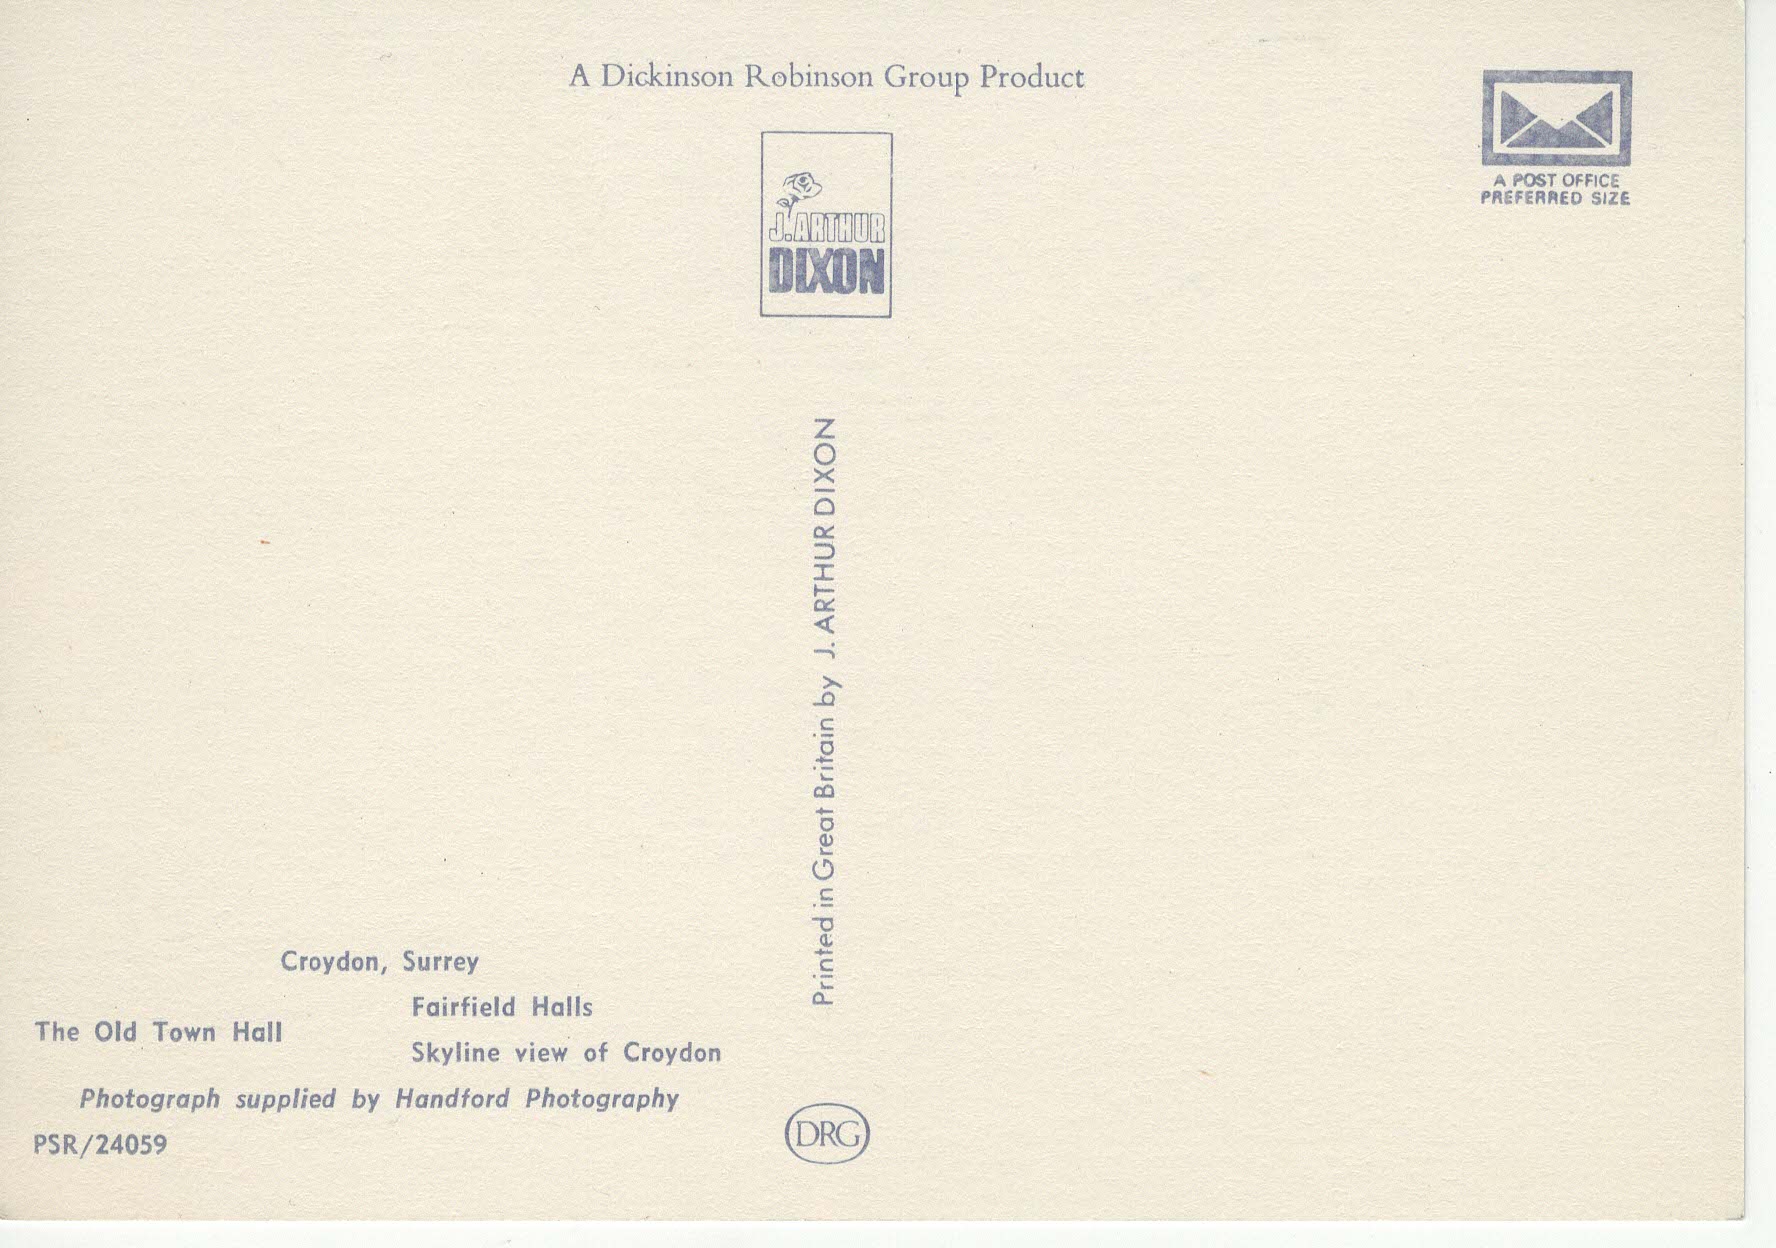 A Dickinson Robinson Group Product
A POST OFFICE
PREFERRED SIZE
J. ARTHUR
DIXON
Printed in Great Britain by J. ARTHUR DIXON
Croydon, Surrey
Fairfield Halls
The Old Town Hall
Skyline view of Croydon
Photograph supplied by Handford Photography
PSR/24059
DRG